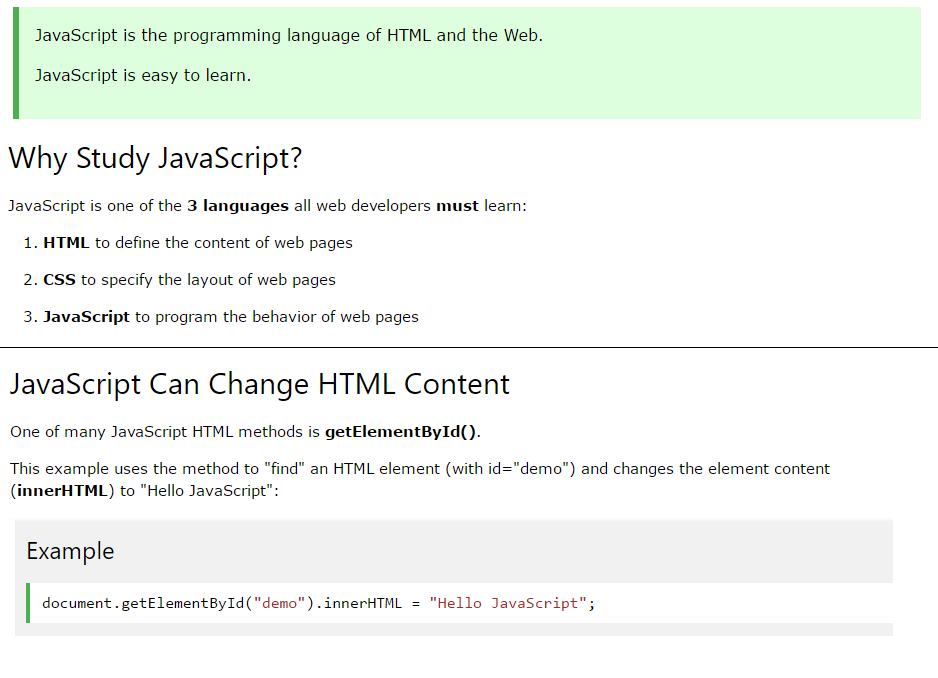 JavaScript is the programming language of HTML and the Web.
JavaScript is easy to learn.
Why Study JavaScript?
JavaScript is one of the 3 languages all web developers must learn:
1. HTML to define the content of web pages
2. CSS to specify the layout of web pages
3. JavaScript to program the behavior of web pages
JavaScript Can Change HTML Content
One of many JavaScript HTML methods is getElementById().
This example uses the method to "find" an HTML element (with id="demo") and changes the element content
(innerHTML) to "Hello JavaScript":
Example
document.getElementById("demo").innerHTML = "Hello JavaScript";